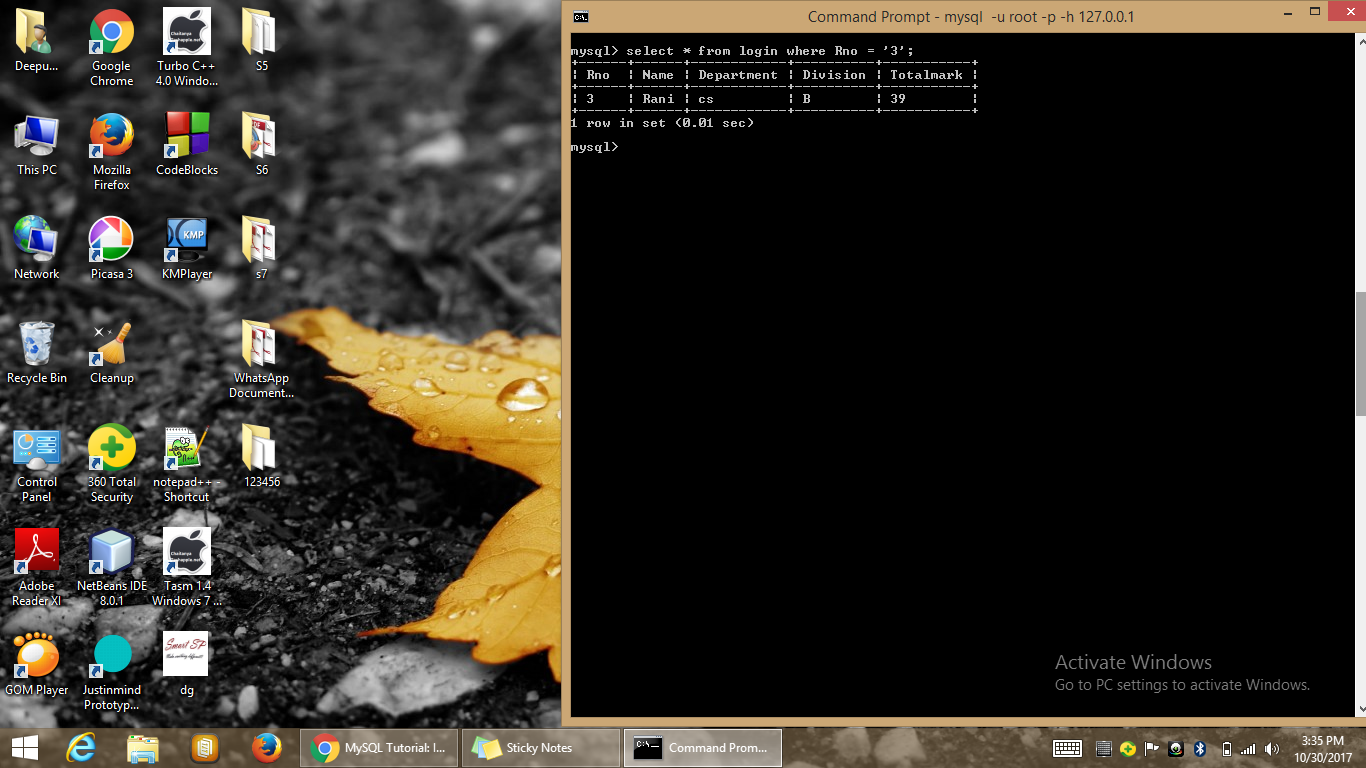 Deepu...
Google
Chrome
Turbo C++
4.0 Windo...
S5
This PC
Mozilla
Firefox
CodeBlocks
S6
Network
Picasa 3
KMPlayer
s7
Recycle Bin
Cleanup
WhatsApp
Document...
Control
Panel
360 Total
Security
notepad++ -
Shortcut
123456
Adobe
Reader XI
NetBeans IDE
8.0.1
Tasm 1.4
Windows 7 ...
GOM Player
Justinmind
Prototyp...
Smart SP
dg
KMP
Command Prompt - mysql  -u root -p -h 127.0.0.1
mysql> select * from login where Rno = '3';
+------+------+------------+----------+-----------+
| Rno  | Name | Department | Division | Totalmark |
+------+------+------------+----------+-----------+
| 3    | Rani | cs         | B        | 39        |
+------+------+------------+----------+-----------+
1 row in set (0.01 sec)
mysql>
Activate Windows
Go to PC settings to activate Windows.
MySQL Tutorial: I...
Sticky Notes
Command Prom...
3:35 PM
10/30/2017